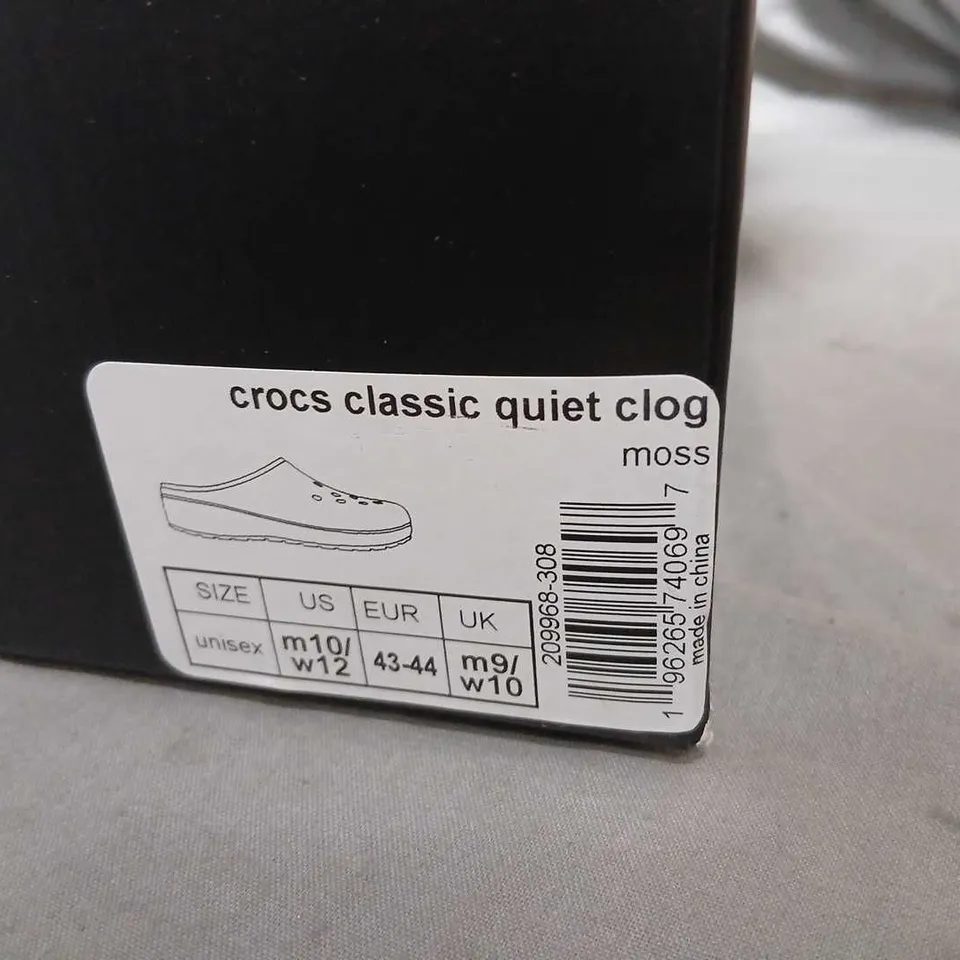 crocs classic quiet clog
moss
SIZE US EUR UK
unisex m10/ w12 43-44 m9/ w10
209968-308
1 96265 74069 7
made in china